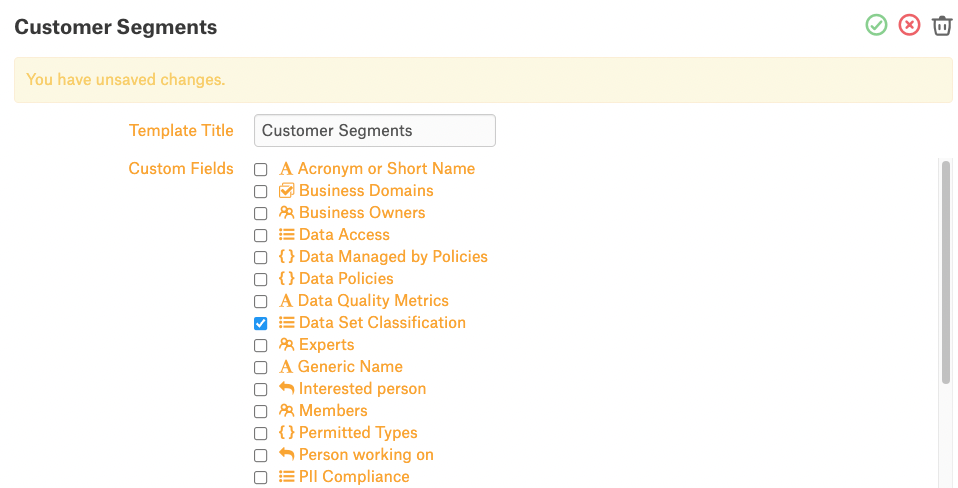 Customer Segments
You have unsaved changes.
Template Title Customer Segments
Custom Fields
Acronym or Short Name
Business Domains
Business Owners
Data Access
{ } Data Managed by Policies
{ } Data Policies
Data Quality Metrics
Data Set Classification
Experts
Generic Name
Interested person
Members
{ } Permitted Types
Person working on
PII Compliance